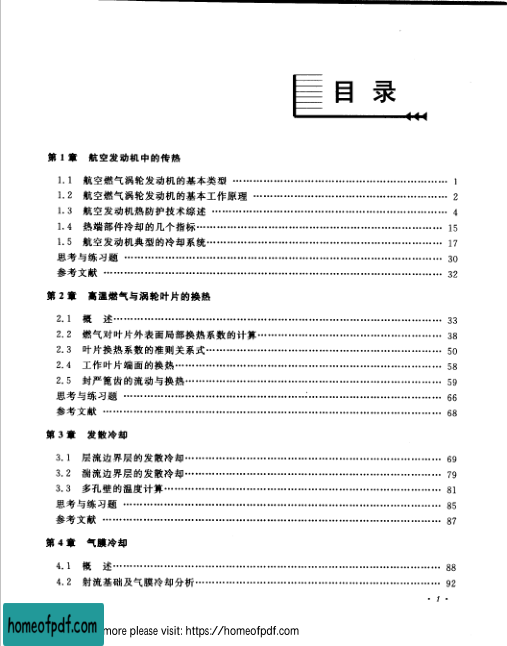 目 录
第1章 航空发动机中的传热
1.1 航空燃气涡轮发动机的基本类型 …… 1
1.2 航空燃气涡轮发动机的基本工作原理 …… 2
1.3 航空发动机热防护技术综述 …… 4
1.4 热端部件冷却的几个指标 …… 15
1.5 航空发动机典型的冷却系统 …… 17
思考与练习题 …… 30
参考文献 …… 32
第2章 高温燃气与涡轮叶片的换热
2.1 概 述 …… 33
2.2 燃气对叶片外表面局部换热系数的计算 …… 38
2.3 叶片换热系数的准则关系式 …… 50
2.4 工作叶片端面的换热 …… 58
2.5 封严篦齿的流动与换热 …… 59
思考与练习题 …… 66
参考文献 …… 68
第3章 发散冷却
3.1 层流边界层的发散冷却 …… 69
3.2 湍流边界层的发散冷却 …… 79
3.3 多孔壁的温度计算 …… 81
思考与练习题 …… 85
参考文献 …… 87
第4章 气膜冷却
4.1 概 述 …… 88
4.2 射流基础及气膜冷却分析 …… 92
· 1 ·
homeofpdf.com more please visit: https://homeofpdf.com